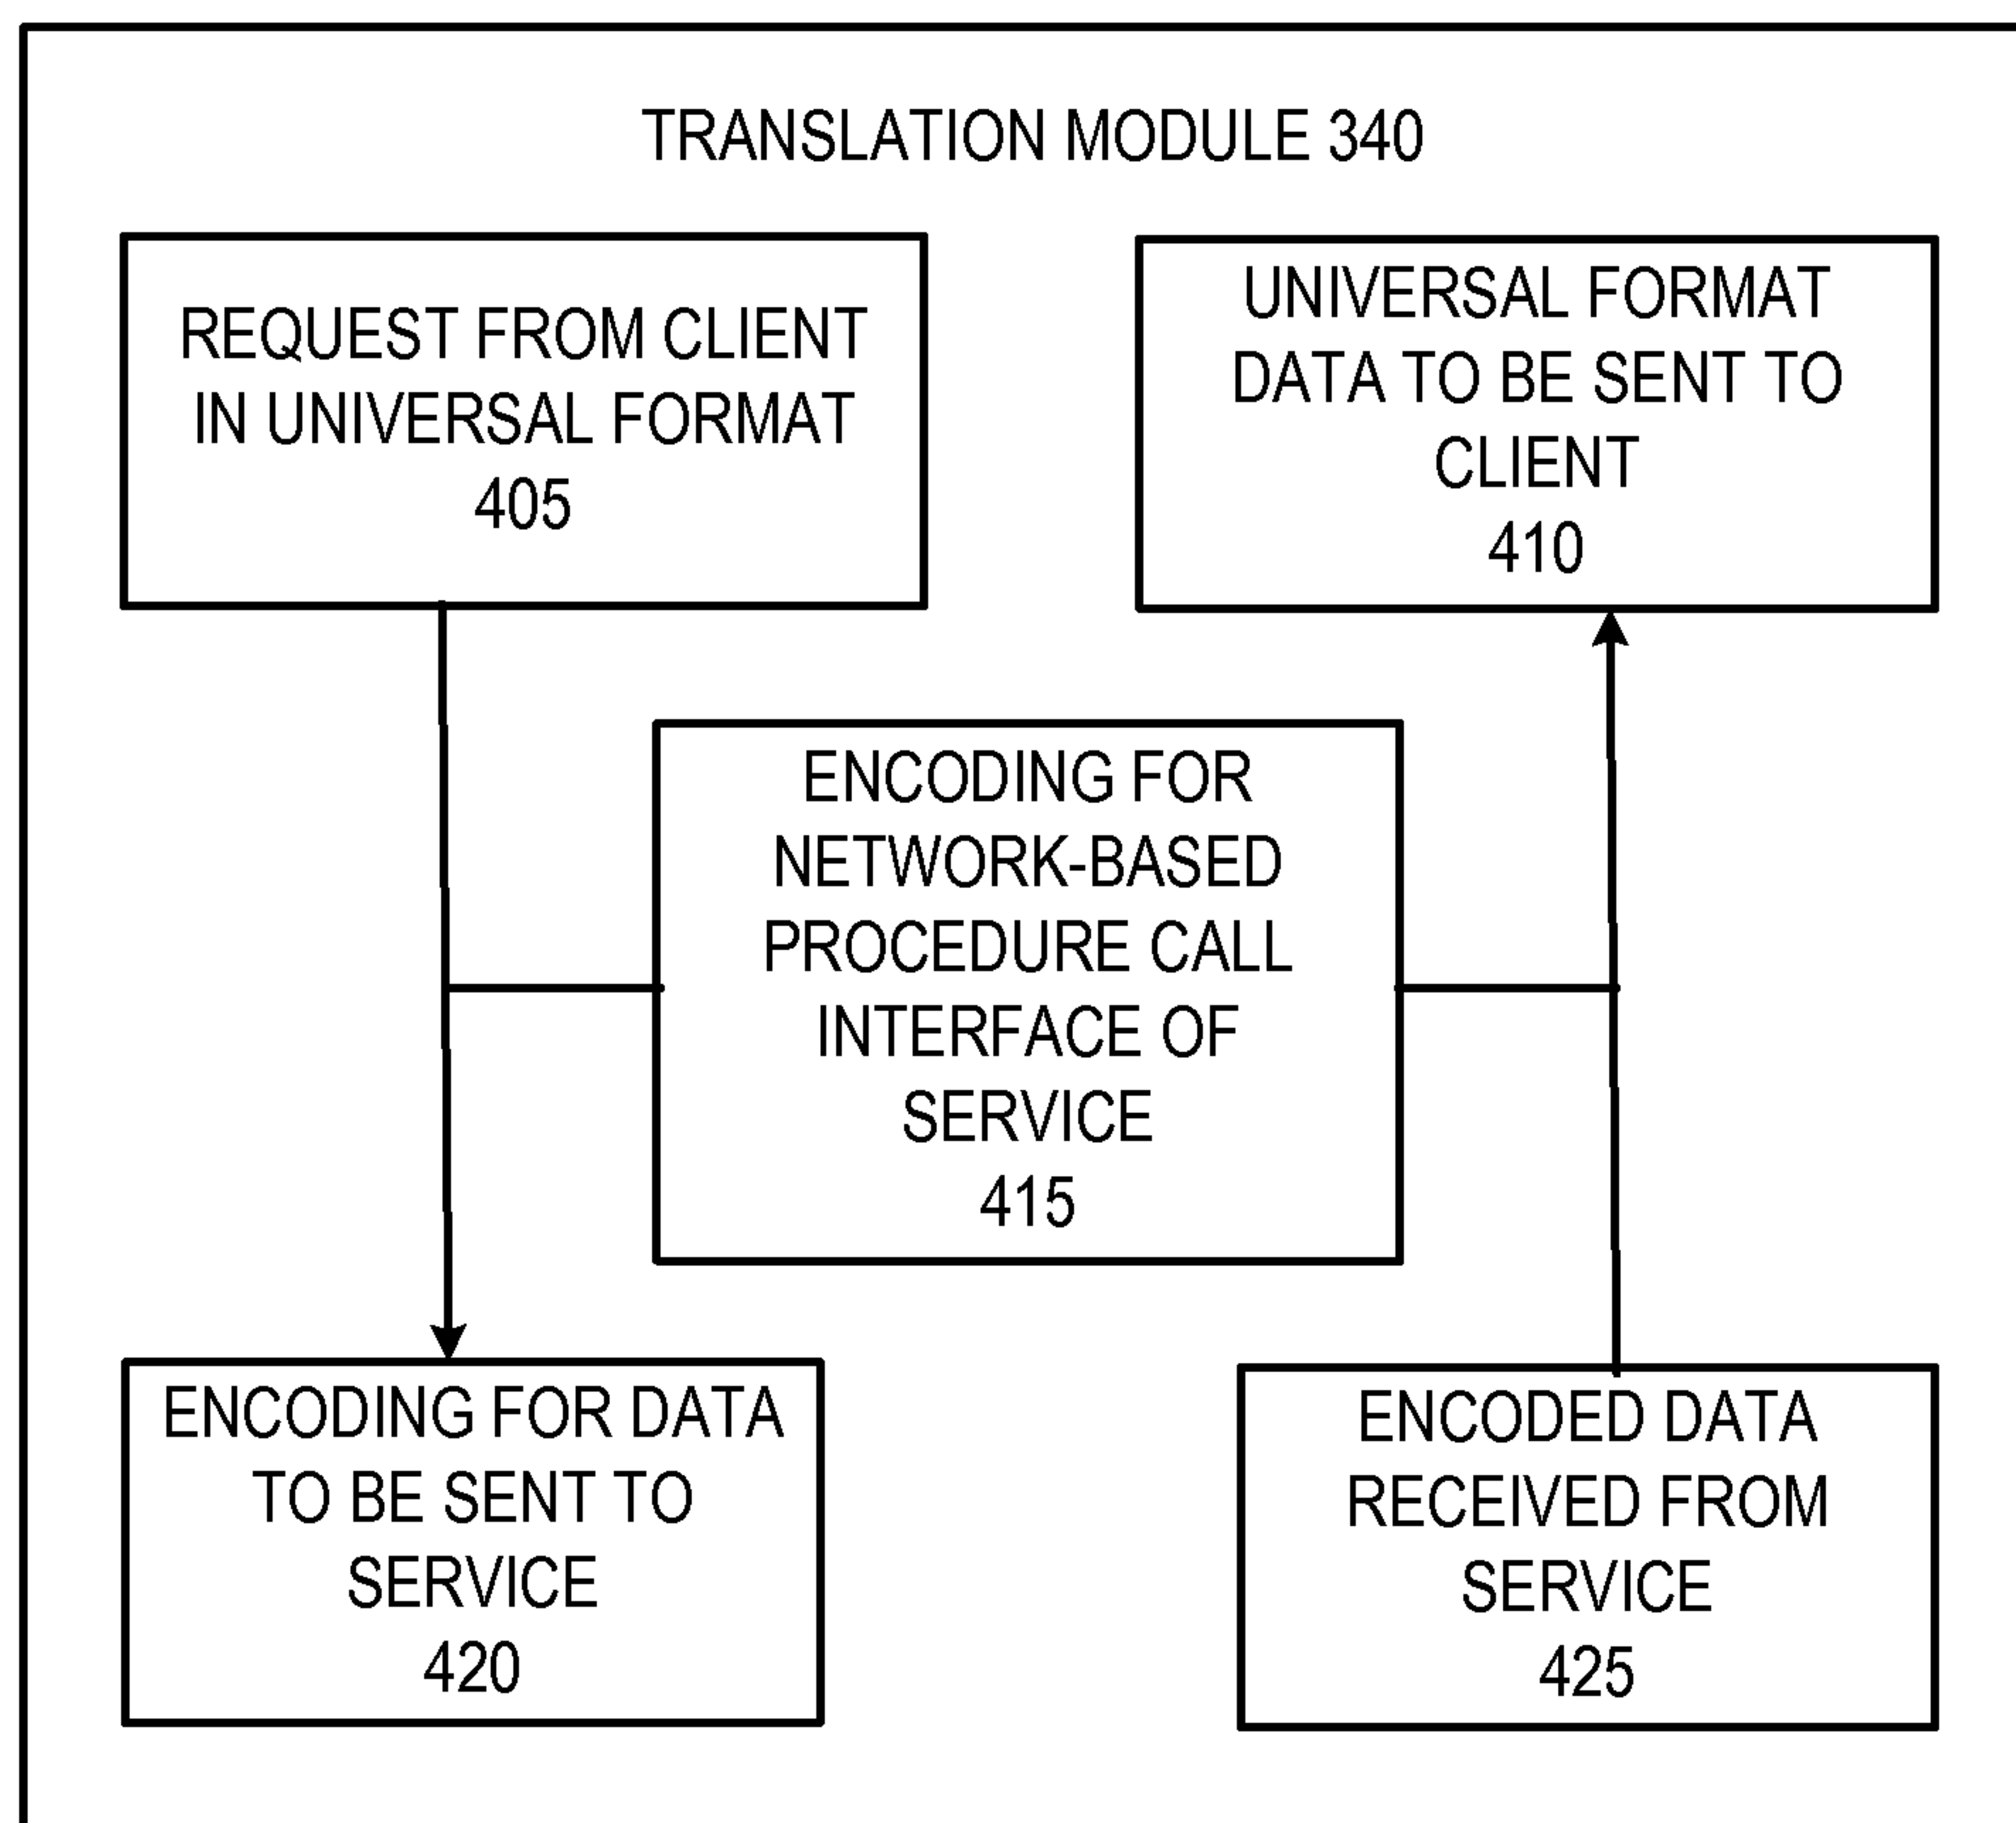 TRANSLATION MODULE 340
REQUEST FROM CLIENT
IN UNIVERSAL FORMAT
405
UNIVERSAL FORMAT
DATA TO BE SENT TO
CLIENT
410
ENCODING FOR
NETWORK-BASED
PROCEDURE CALL
INTERFACE OF
SERVICE
415
ENCODING FOR DATA
TO BE SENT TO
SERVICE
420
ENCODED DATA
RECEIVED FROM
SERVICE
425